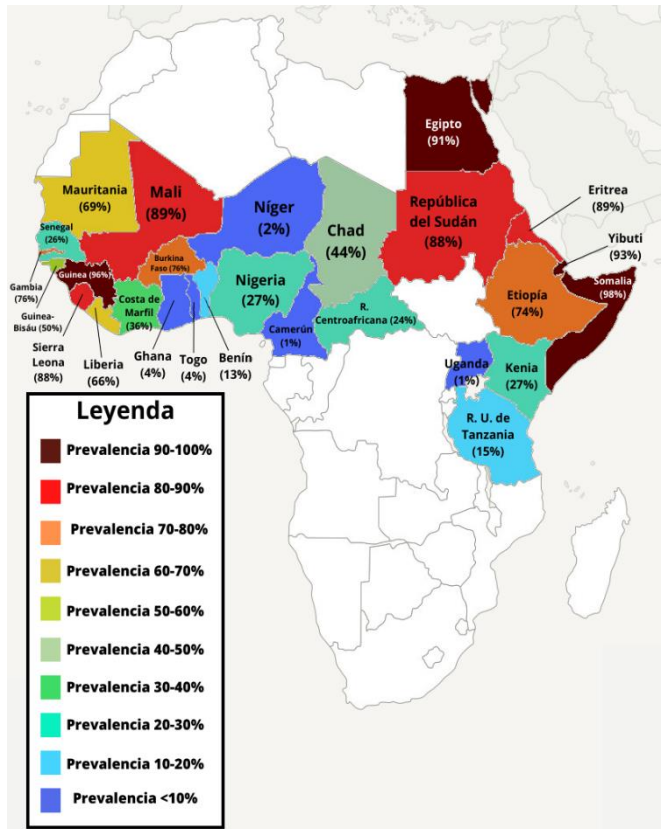 Egipto
(91%)
Mauritania
(69%)
Mali
(89%)
Níger
(2%)
Chad
(44%)
República
del Sudán
(88%)
Eritrea
(89%)
Yibuti
(93%)
Senegal
(26%)
Gambia
(76%)
Guinea-
Bisáu (50%)
Guinea (96%)
Burkina
Faso (76%)
Sierra
Leona
(88%)
Liberia
(66%)
Costa de
Marfil
(36%)
Ghana
(4%)
Togo
(4%)
Benín
(13%)
Nigeria
(27%)
Camerún
(1%)
R.
Centroafricana (24%)
Etiopía
(74%)
Somalia
(98%)
Uganda
(1%)
Kenia
(27%)
R. U. de
Tanzania
(15%)
Leyenda
Prevalencia 90-100%
Prevalencia 80-90%
Prevalencia 70-80%
Prevalencia 60-70%
Prevalencia 50-60%
Prevalencia 40-50%
Prevalencia 30-40%
Prevalencia 20-30%
Prevalencia 10-20%
Prevalencia <10%